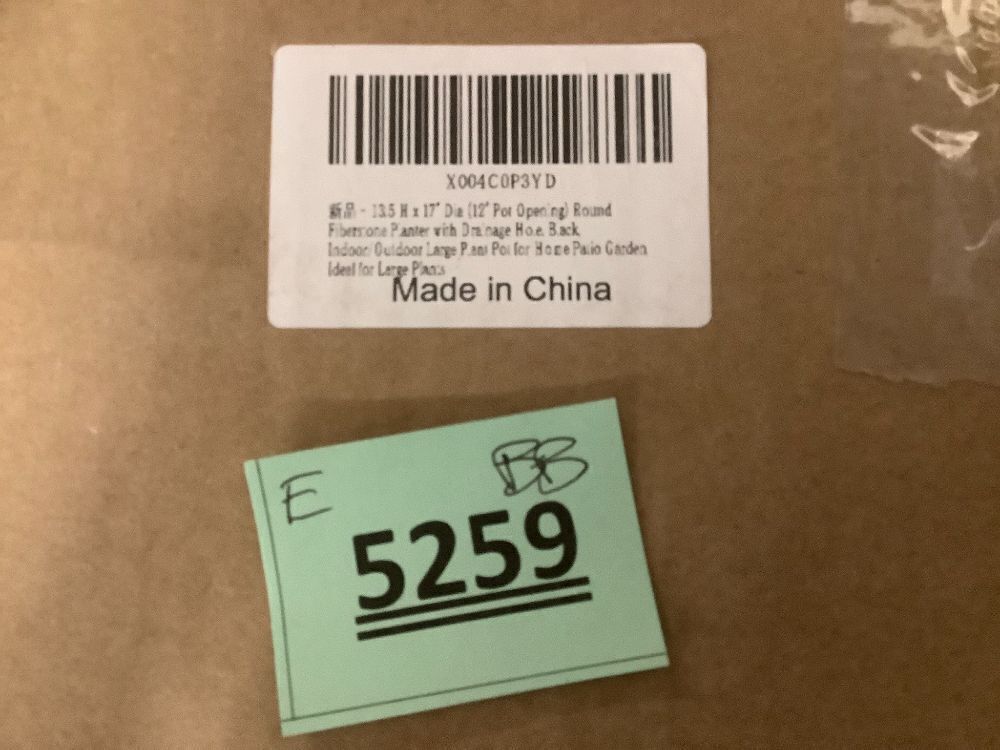 X004C0P3YD
新品 - 13.5 H x 17" Dia (12" Pot Opening) Round
Fiberstone Planter with Drainage Hole, Black,
Indoor/Outdoor Large Plant Pot for Home Patio Garden
Ideal for Large Plants
Made in China
E
BB
5259